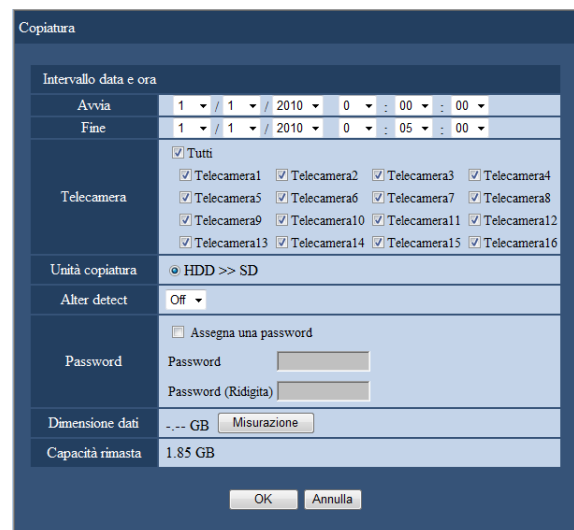 Copiatura
Intervallo data e ora
Avvia 1 / 1 / 2010 0 : 00 : 00
Fine 1 / 1 / 2010 0 : 05 : 00
Tutti
Telecamera1 Telecamera2 Telecamera3 Telecamera4
Telecamera Telecamera5 Telecamera6 Telecamera7 Telecamera8
Telecamera9 Telecamera10 Telecamera11 Telecamera12
Telecamera13 Telecamera14 Telecamera15 Telecamera16
Unità copiatura HDD >> SD
Alter detect Off
Assegna una password
Password Password
Password (Ridigita)
Dimensione dati -.-- GB Misurazione
Capacità rimasta 1.85 GB
OK Annulla